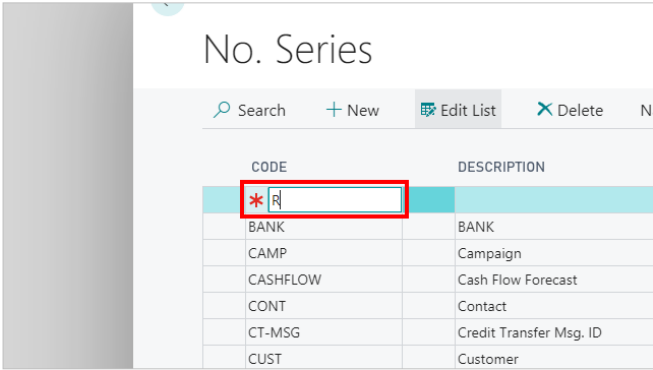 No. Series
Search + New Edit List Delete N
CODE DESCRIPTION
* R
BANK BANK
CAMP Campaign
CASHFLOW Cash Flow Forecast
CONT Contact
CT-MSG Credit Transfer Msg. ID
CUST Customer